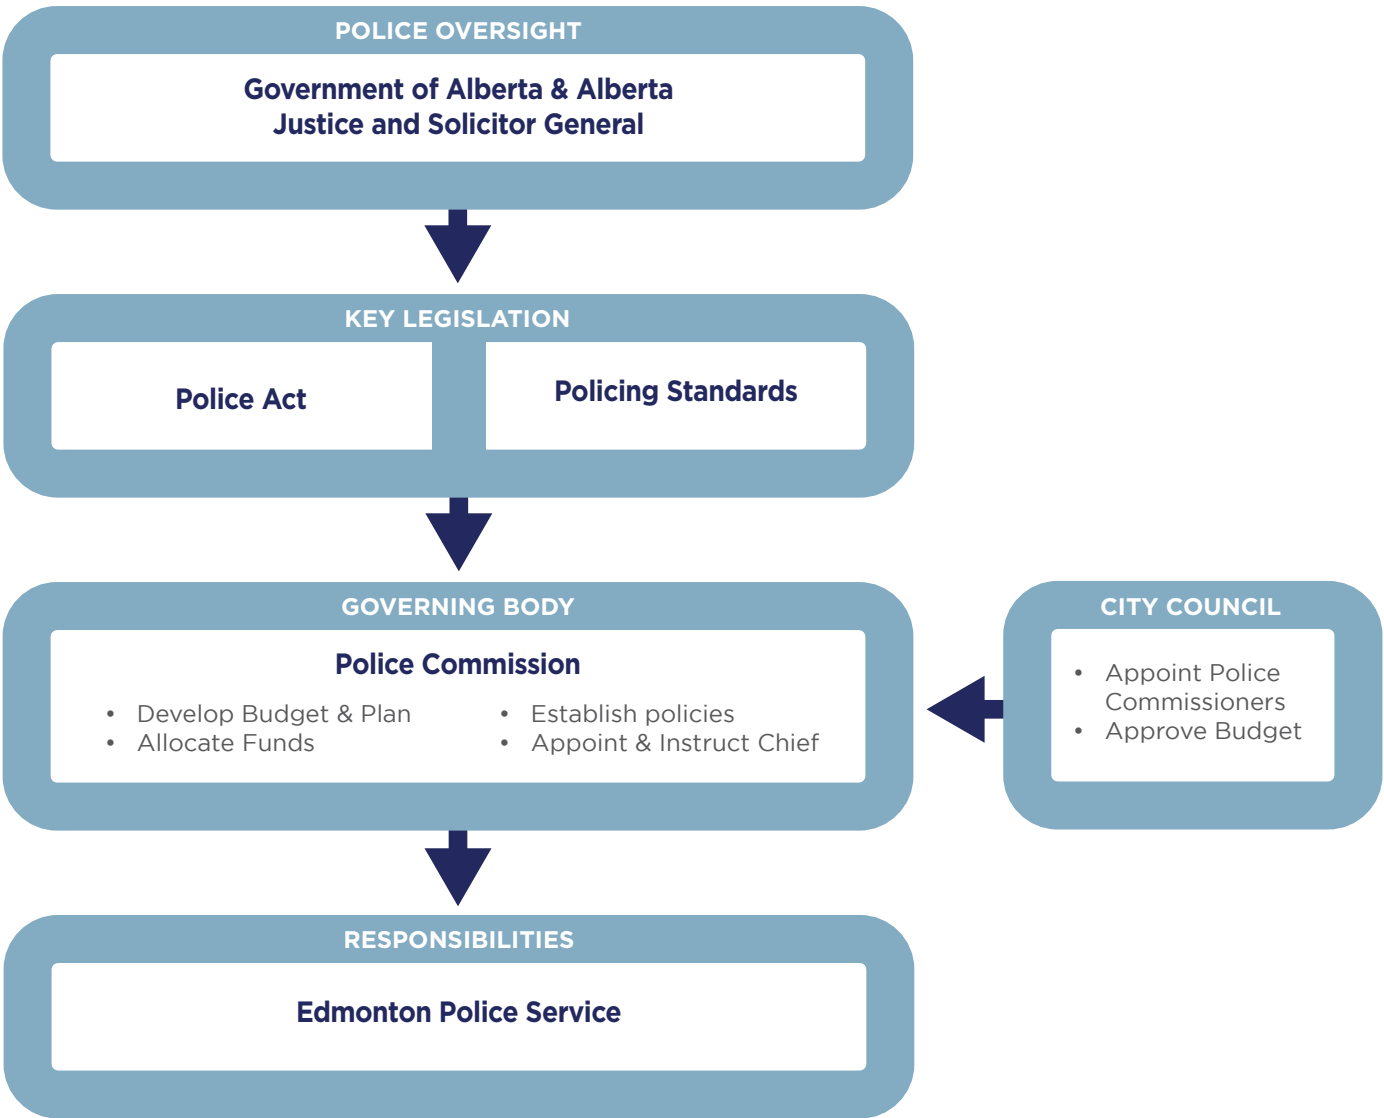 POLICE OVERSIGHT
Government of Alberta & Alberta
Justice and Solicitor General
KEY LEGISLATION
Police Act
Policing Standards
GOVERNING BODY
Police Commission
• Develop Budget & Plan
• Allocate Funds
• Establish policies
• Appoint & Instruct Chief
CITY COUNCIL
• Appoint Police
Commissioners
• Approve Budget
RESPONSIBILITIES
Edmonton Police Service